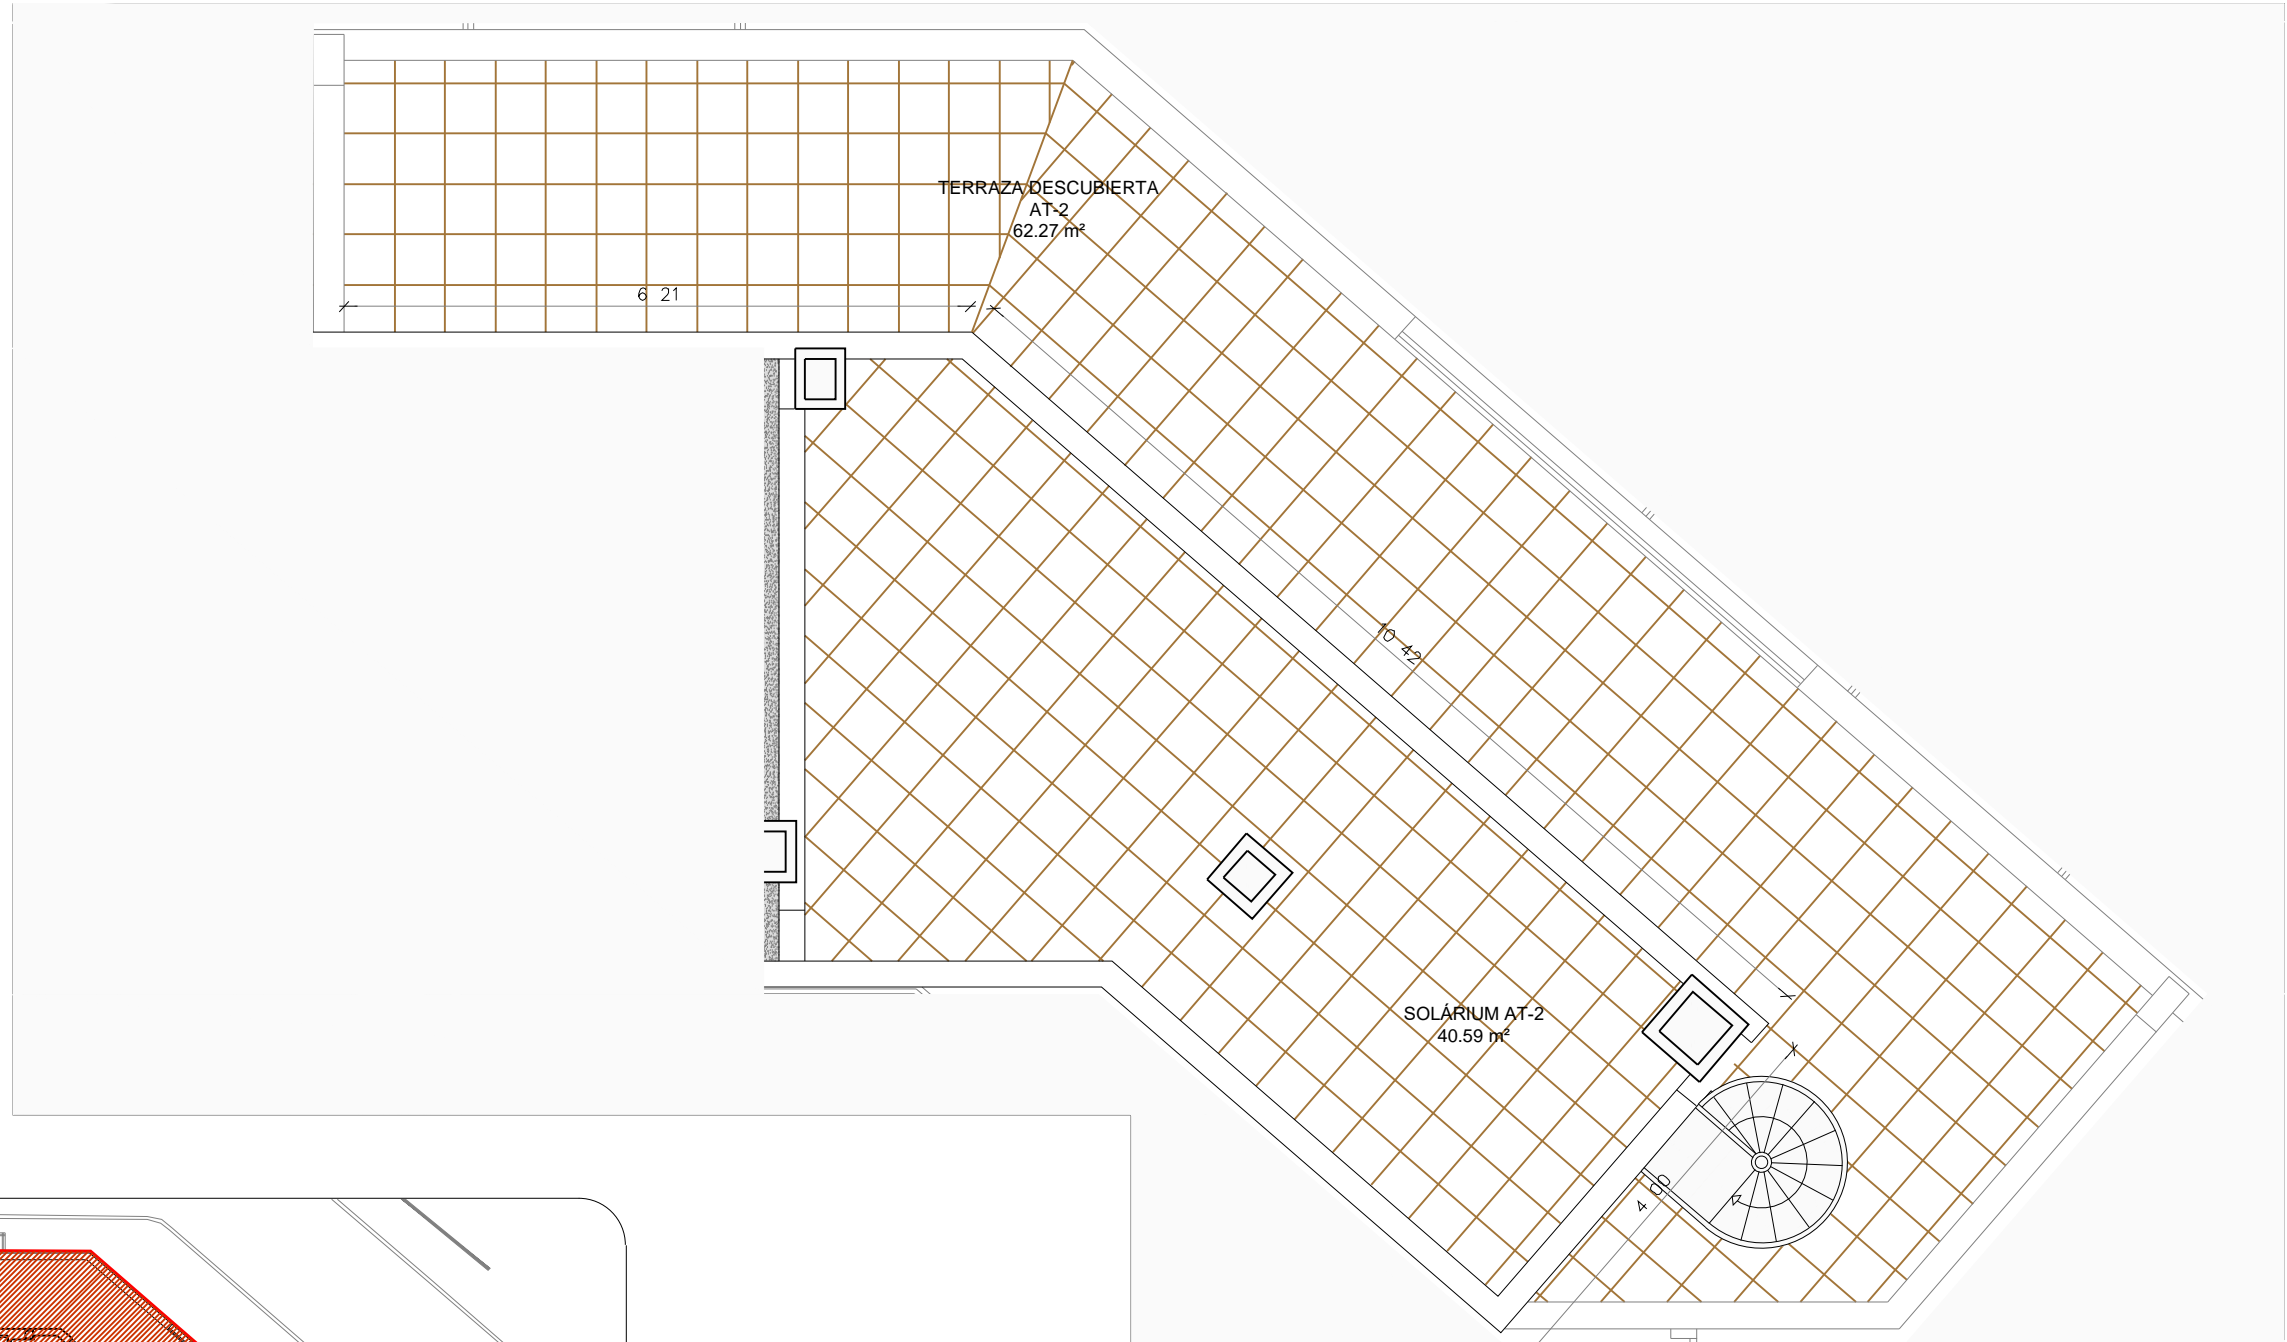 TERRAZA DESCUBIERTA
AT-2
62.27 m²
6 21
10 42
SOLÁRIUM AT-2
40.59 m²
4 00